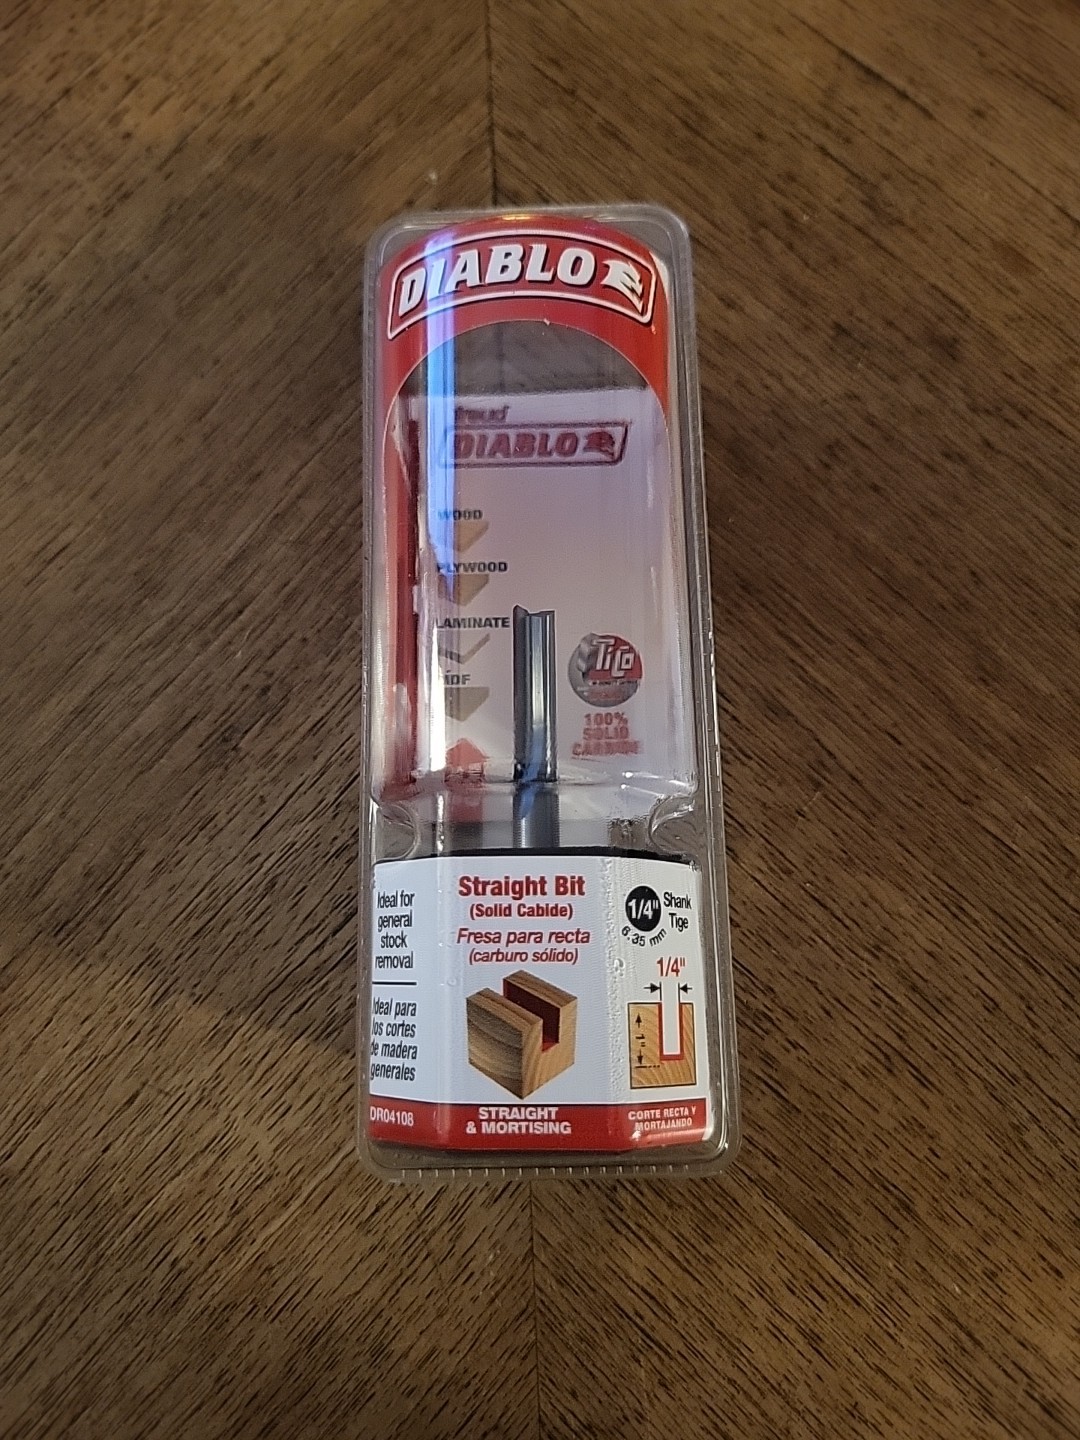 DIABLO
freud
DIABLO
WOOD
PLYWOOD
LAMINATE
MDF
TiCo
100%
SOLID
CARBIDE
Ideal for
general
stock
removal
Ideal para
los cortes
de madera
generales
DR04108
Straight Bit
(Solid Cabide)
Fresa para recta
(carburo sólido)
STRAIGHT
& MORTISING
1/4"
Shank
Tige
6.35 mm
1/4"
1"
CORTE RECTA Y
MORTAJANDO